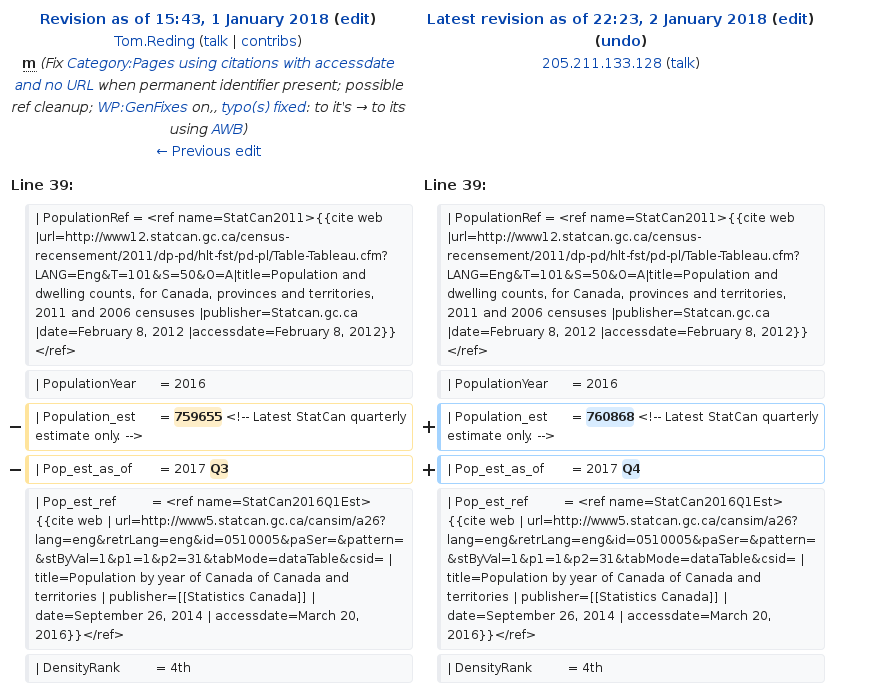 Revision as of 15:43, 1 January 2018 (edit)
Tom.Reding (talk | contribs)
m (Fix Category:Pages using citations with accessdate
and no URL when permanent identifier present; possible
ref cleanup; WP:GenFixes on,, typo(s) fixed: to it's → to its
using AWB)
← Previous edit
Latest revision as of 22:23, 2 January 2018 (edit)
(undo)
205.211.133.128 (talk)
Line 39:
| PopulationRef = <ref name=StatCan2011>{{cite web
|url=http://www12.statcan.gc.ca/census-
recensement/2011/dp-pd/hlt-fst/pd-pl/Table-Tableau.cfm?
LANG=Eng&T=101&S=50&O=A|title=Population and
dwelling counts, for Canada, provinces and territories,
2011 and 2006 censuses |publisher=Statcan.gc.ca
|date=February 8, 2012 |accessdate=February 8, 2012}}
</ref>
| PopulationYear = 2016
− | Population_est = 759655 <!-- Latest StatCan quarterly
estimate only. -->
− | Pop_est_as_of = 2017 Q3
| Pop_est_ref = <ref name=StatCan2016Q1Est>
{{cite web | url=http://www5.statcan.gc.ca/cansim/a26?
lang=eng&retrLang=eng&id=0510005&paSer=&pattern=
&stByVal=1&p1=1&p2=31&tabMode=dataTable&csid= |
title=Population by year of Canada of Canada and
territories | publisher=[[Statistics Canada]] |
date=September 26, 2014 | accessdate=March 20,
2016}}</ref>
| DensityRank = 4th
Line 39:
| PopulationRef = <ref name=StatCan2011>{{cite web
|url=http://www12.statcan.gc.ca/census-
recensement/2011/dp-pd/hlt-fst/pd-pl/Table-Tableau.cfm?
LANG=Eng&T=101&S=50&O=A|title=Population and
dwelling counts, for Canada, provinces and territories,
2011 and 2006 censuses |publisher=Statcan.gc.ca
|date=February 8, 2012 |accessdate=February 8, 2012}}
</ref>
| PopulationYear = 2016
+ | Population_est = 760868 <!-- Latest StatCan quarterly
estimate only. -->
+ | Pop_est_as_of = 2017 Q4
| Pop_est_ref = <ref name=StatCan2016Q1Est>
{{cite web | url=http://www5.statcan.gc.ca/cansim/a26?
lang=eng&retrLang=eng&id=0510005&paSer=&pattern=
&stByVal=1&p1=1&p2=31&tabMode=dataTable&csid= |
title=Population by year of Canada of Canada and
territories | publisher=[[Statistics Canada]] |
date=September 26, 2014 | accessdate=March 20,
2016}}</ref>
| DensityRank = 4th